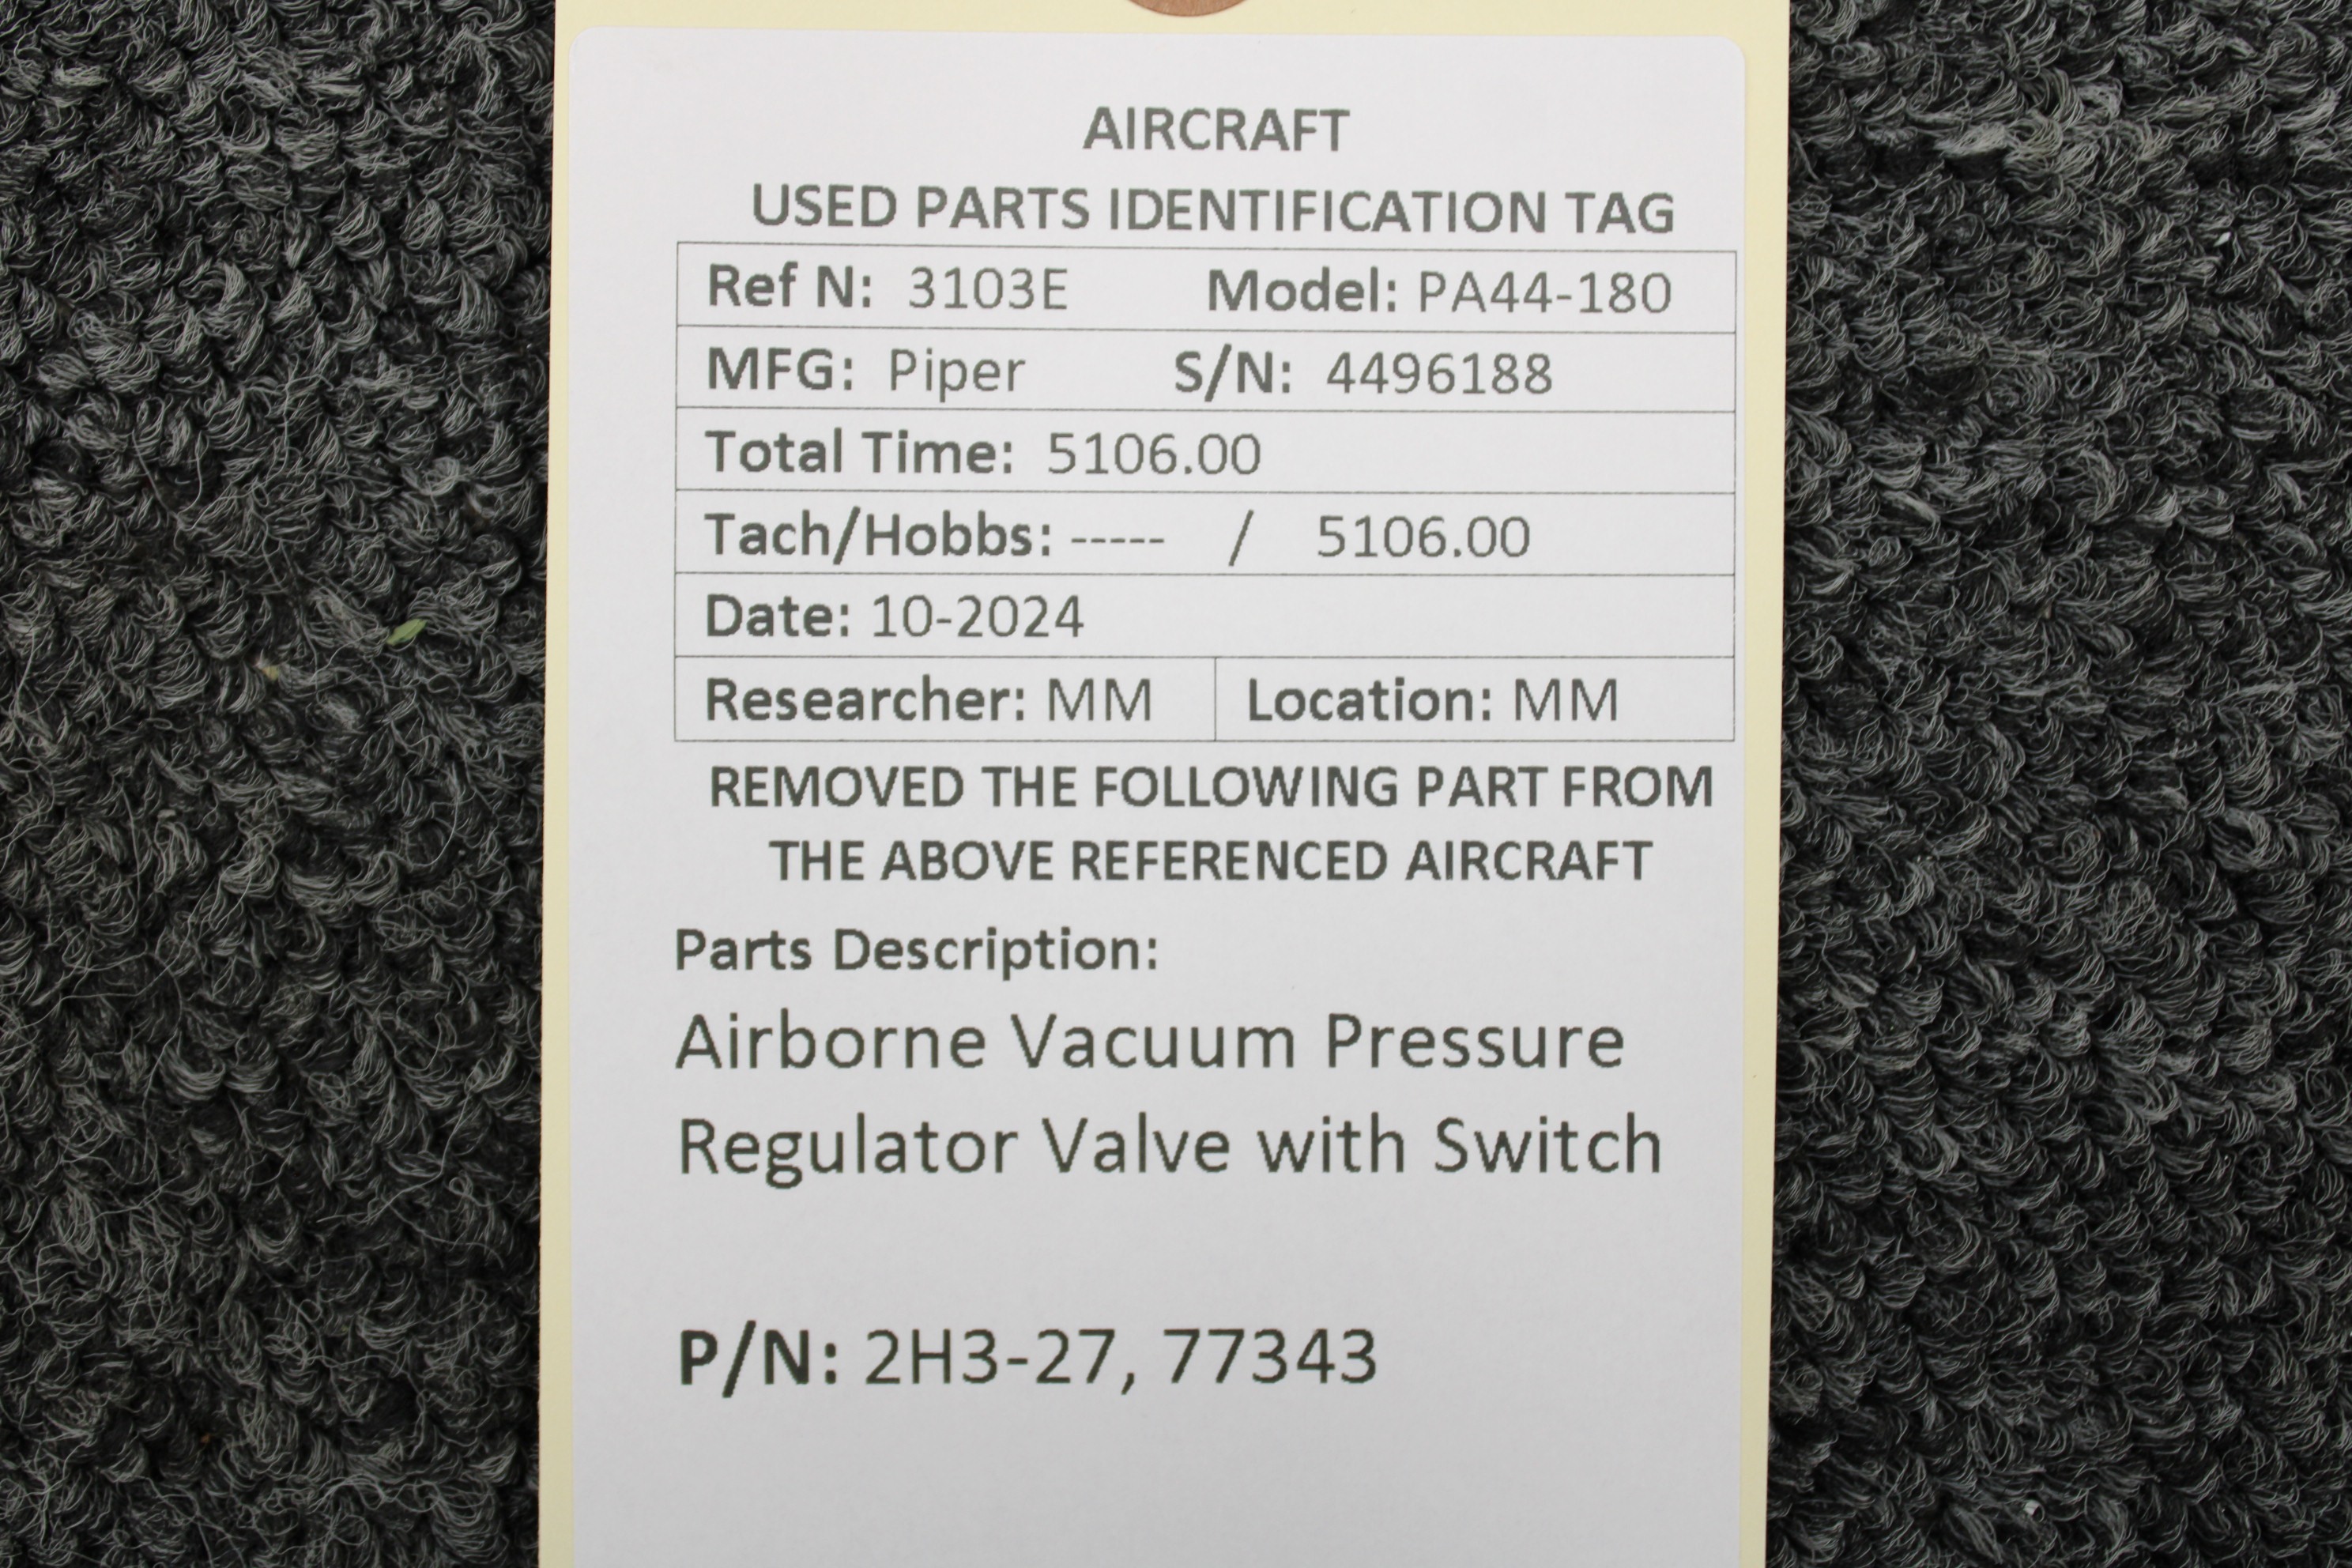 AIRCRAFT
USED PARTS IDENTIFICATION TAG
Ref N: 3103E Model: PA44-180
MFG: Piper S/N: 4496188
Total Time: 5106.00
Tach/Hobbs: ----- / 5106.00
Date: 10-2024
Researcher: MM Location: MM
REMOVED THE FOLLOWING PART FROM
THE ABOVE REFERENCED AIRCRAFT
Parts Description:
Airborne Vacuum Pressure
Regulator Valve with Switch
P/N: 2H3-27, 77343